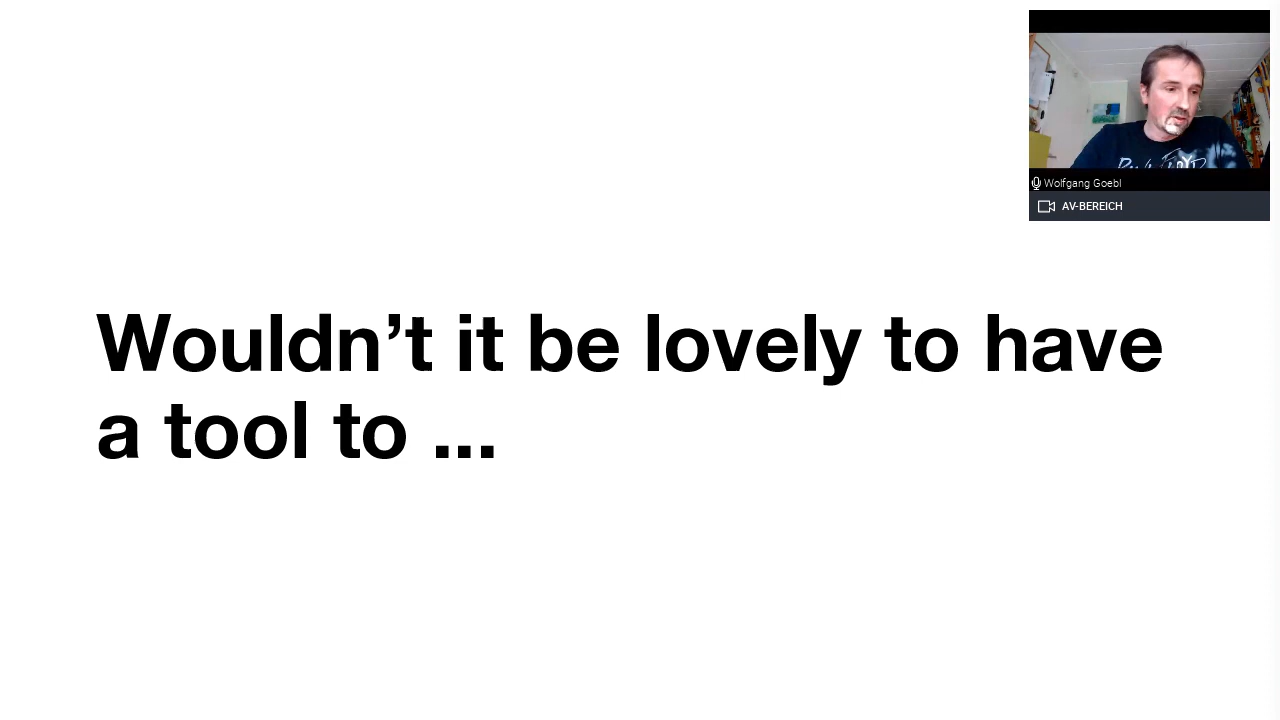 Wolfgang Goebl
AV-BEREICH
Wouldn’t it be lovely to have
a tool to ...